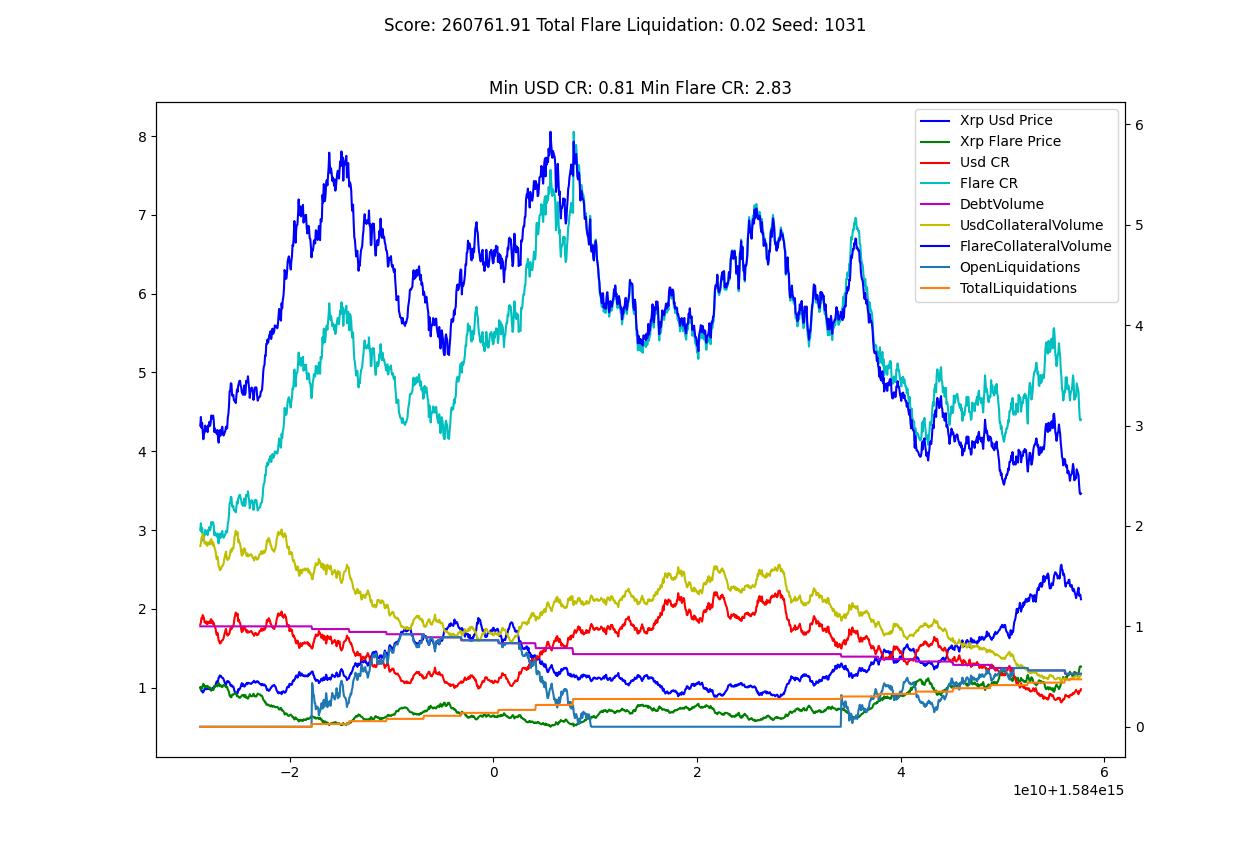 Score: 260761.91 Total Flare Liquidation: 0.02 Seed: 1031
Min USD CR: 0.81 Min Flare CR: 2.83
Xrp Usd Price
Xrp Flare Price
Usd CR
Flare CR
DebtVolume
UsdCollateralVolume
FlareCollateralVolume
OpenLiquidations
TotalLiquidations
8
7
6
5
4
3
2
1
6
5
4
3
2
1
0
−2 0 2 4 6
1e10+1.584e15